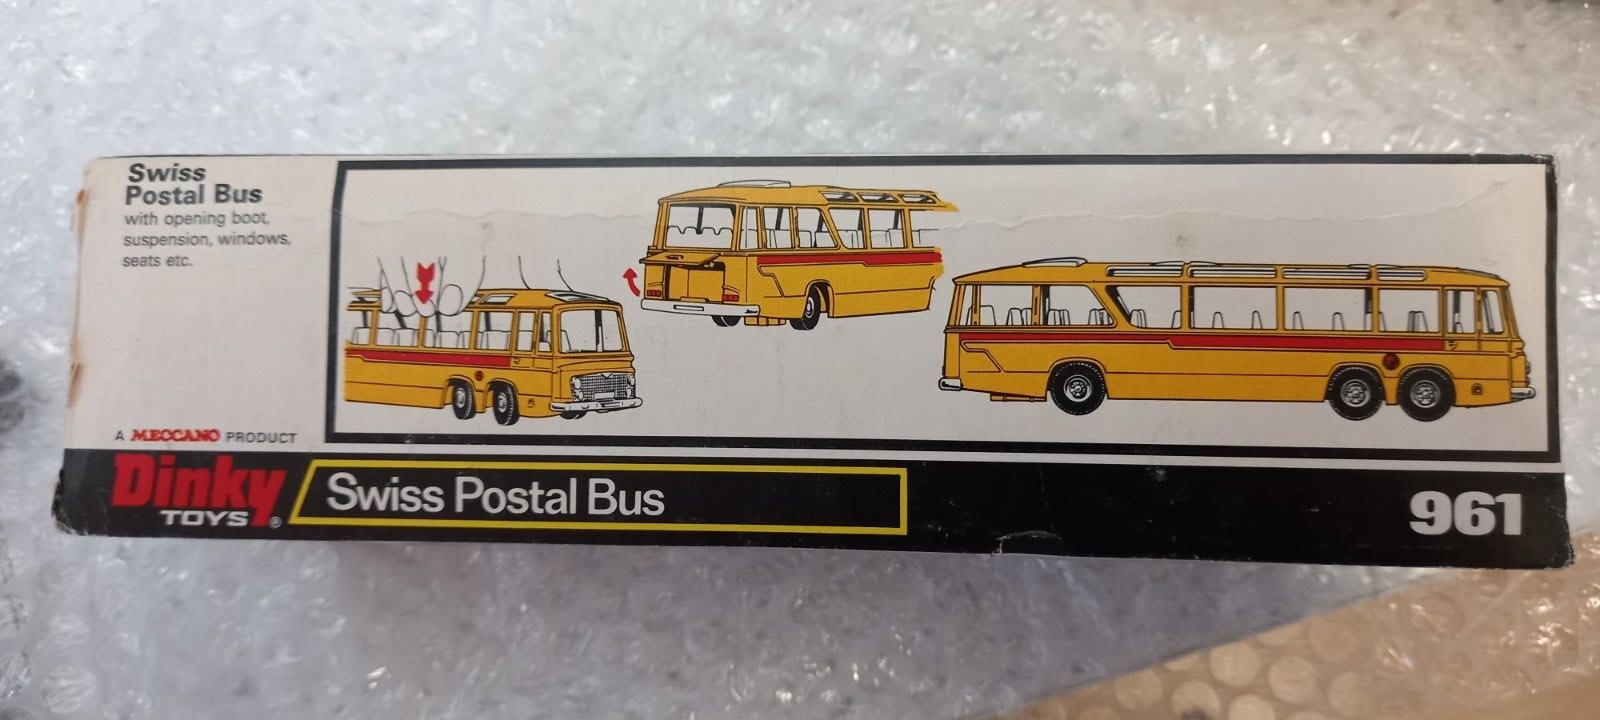 Swiss
Postal Bus
with opening boot,
suspension, windows,
seats etc.
A MECCANO PRODUCT
Dinky
TOYS®
Swiss Postal Bus
961